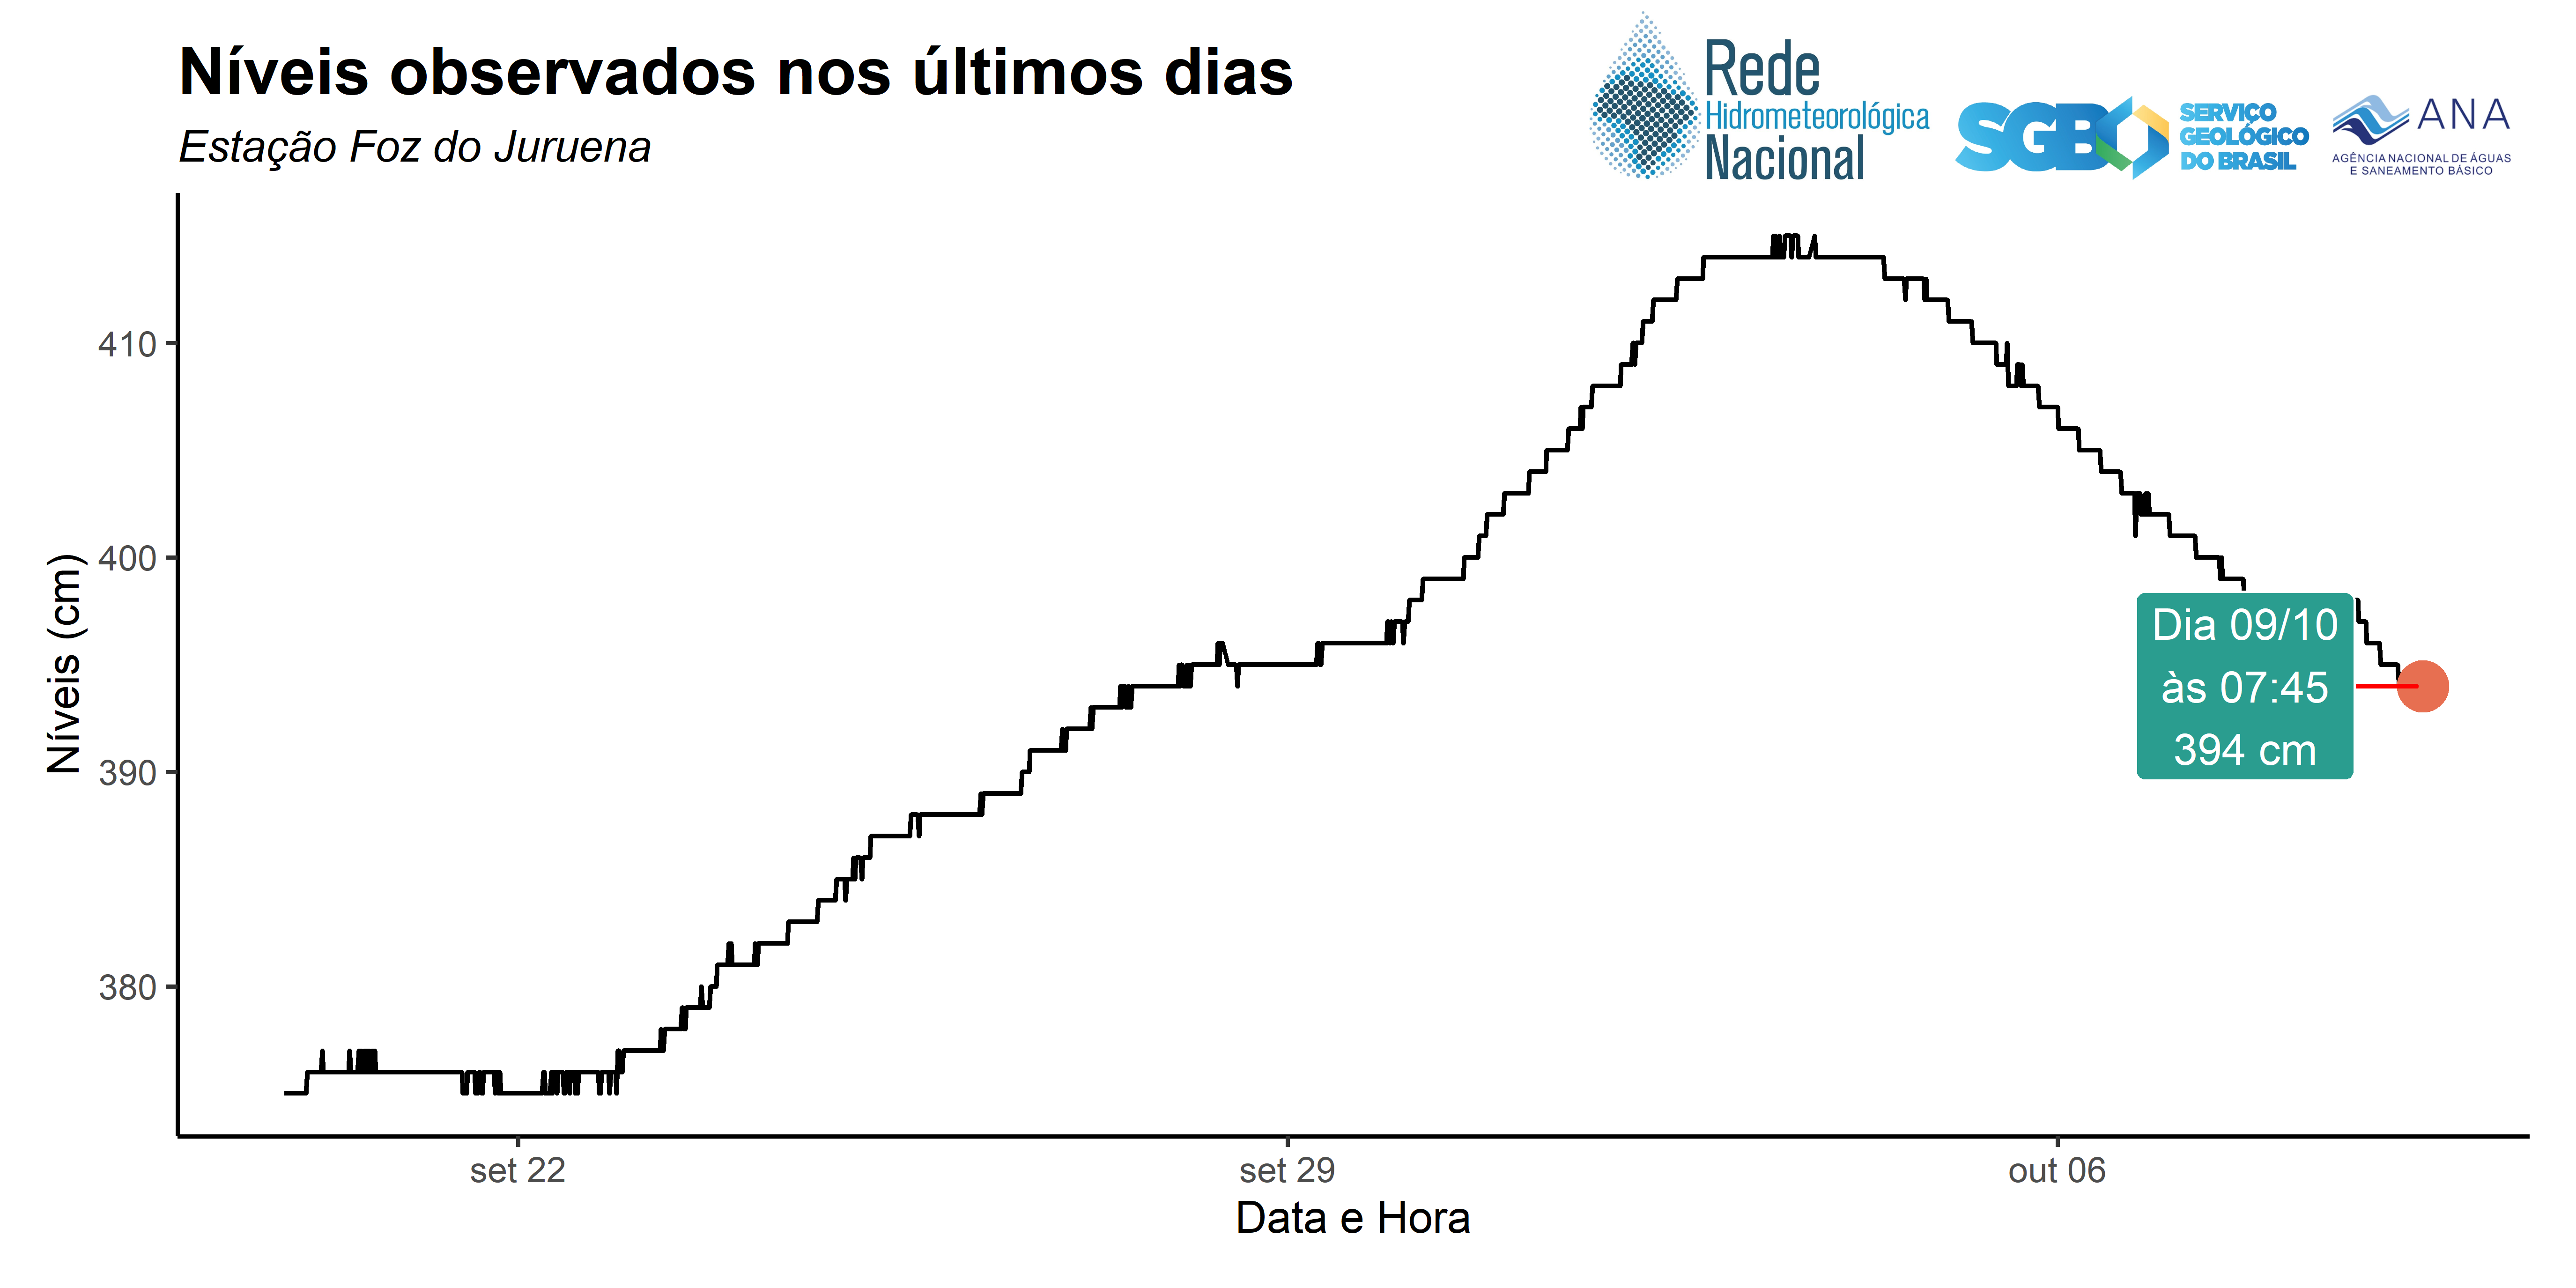 Níveis observados nos últimos dias
Estação Foz do Juruena
Rede
Hidrometeorológica
Nacional
SGB
SERVIÇO
GEOLÓGICO
DO BRASIL
ANA
AGÊNCIA NACIONAL DE ÁGUAS
E SANEAMENTO BÁSICO
Níveis (cm)
410
400
390
380
Dia 09/10
às 07:45
394 cm
set 22
set 29
out 06
Data e Hora